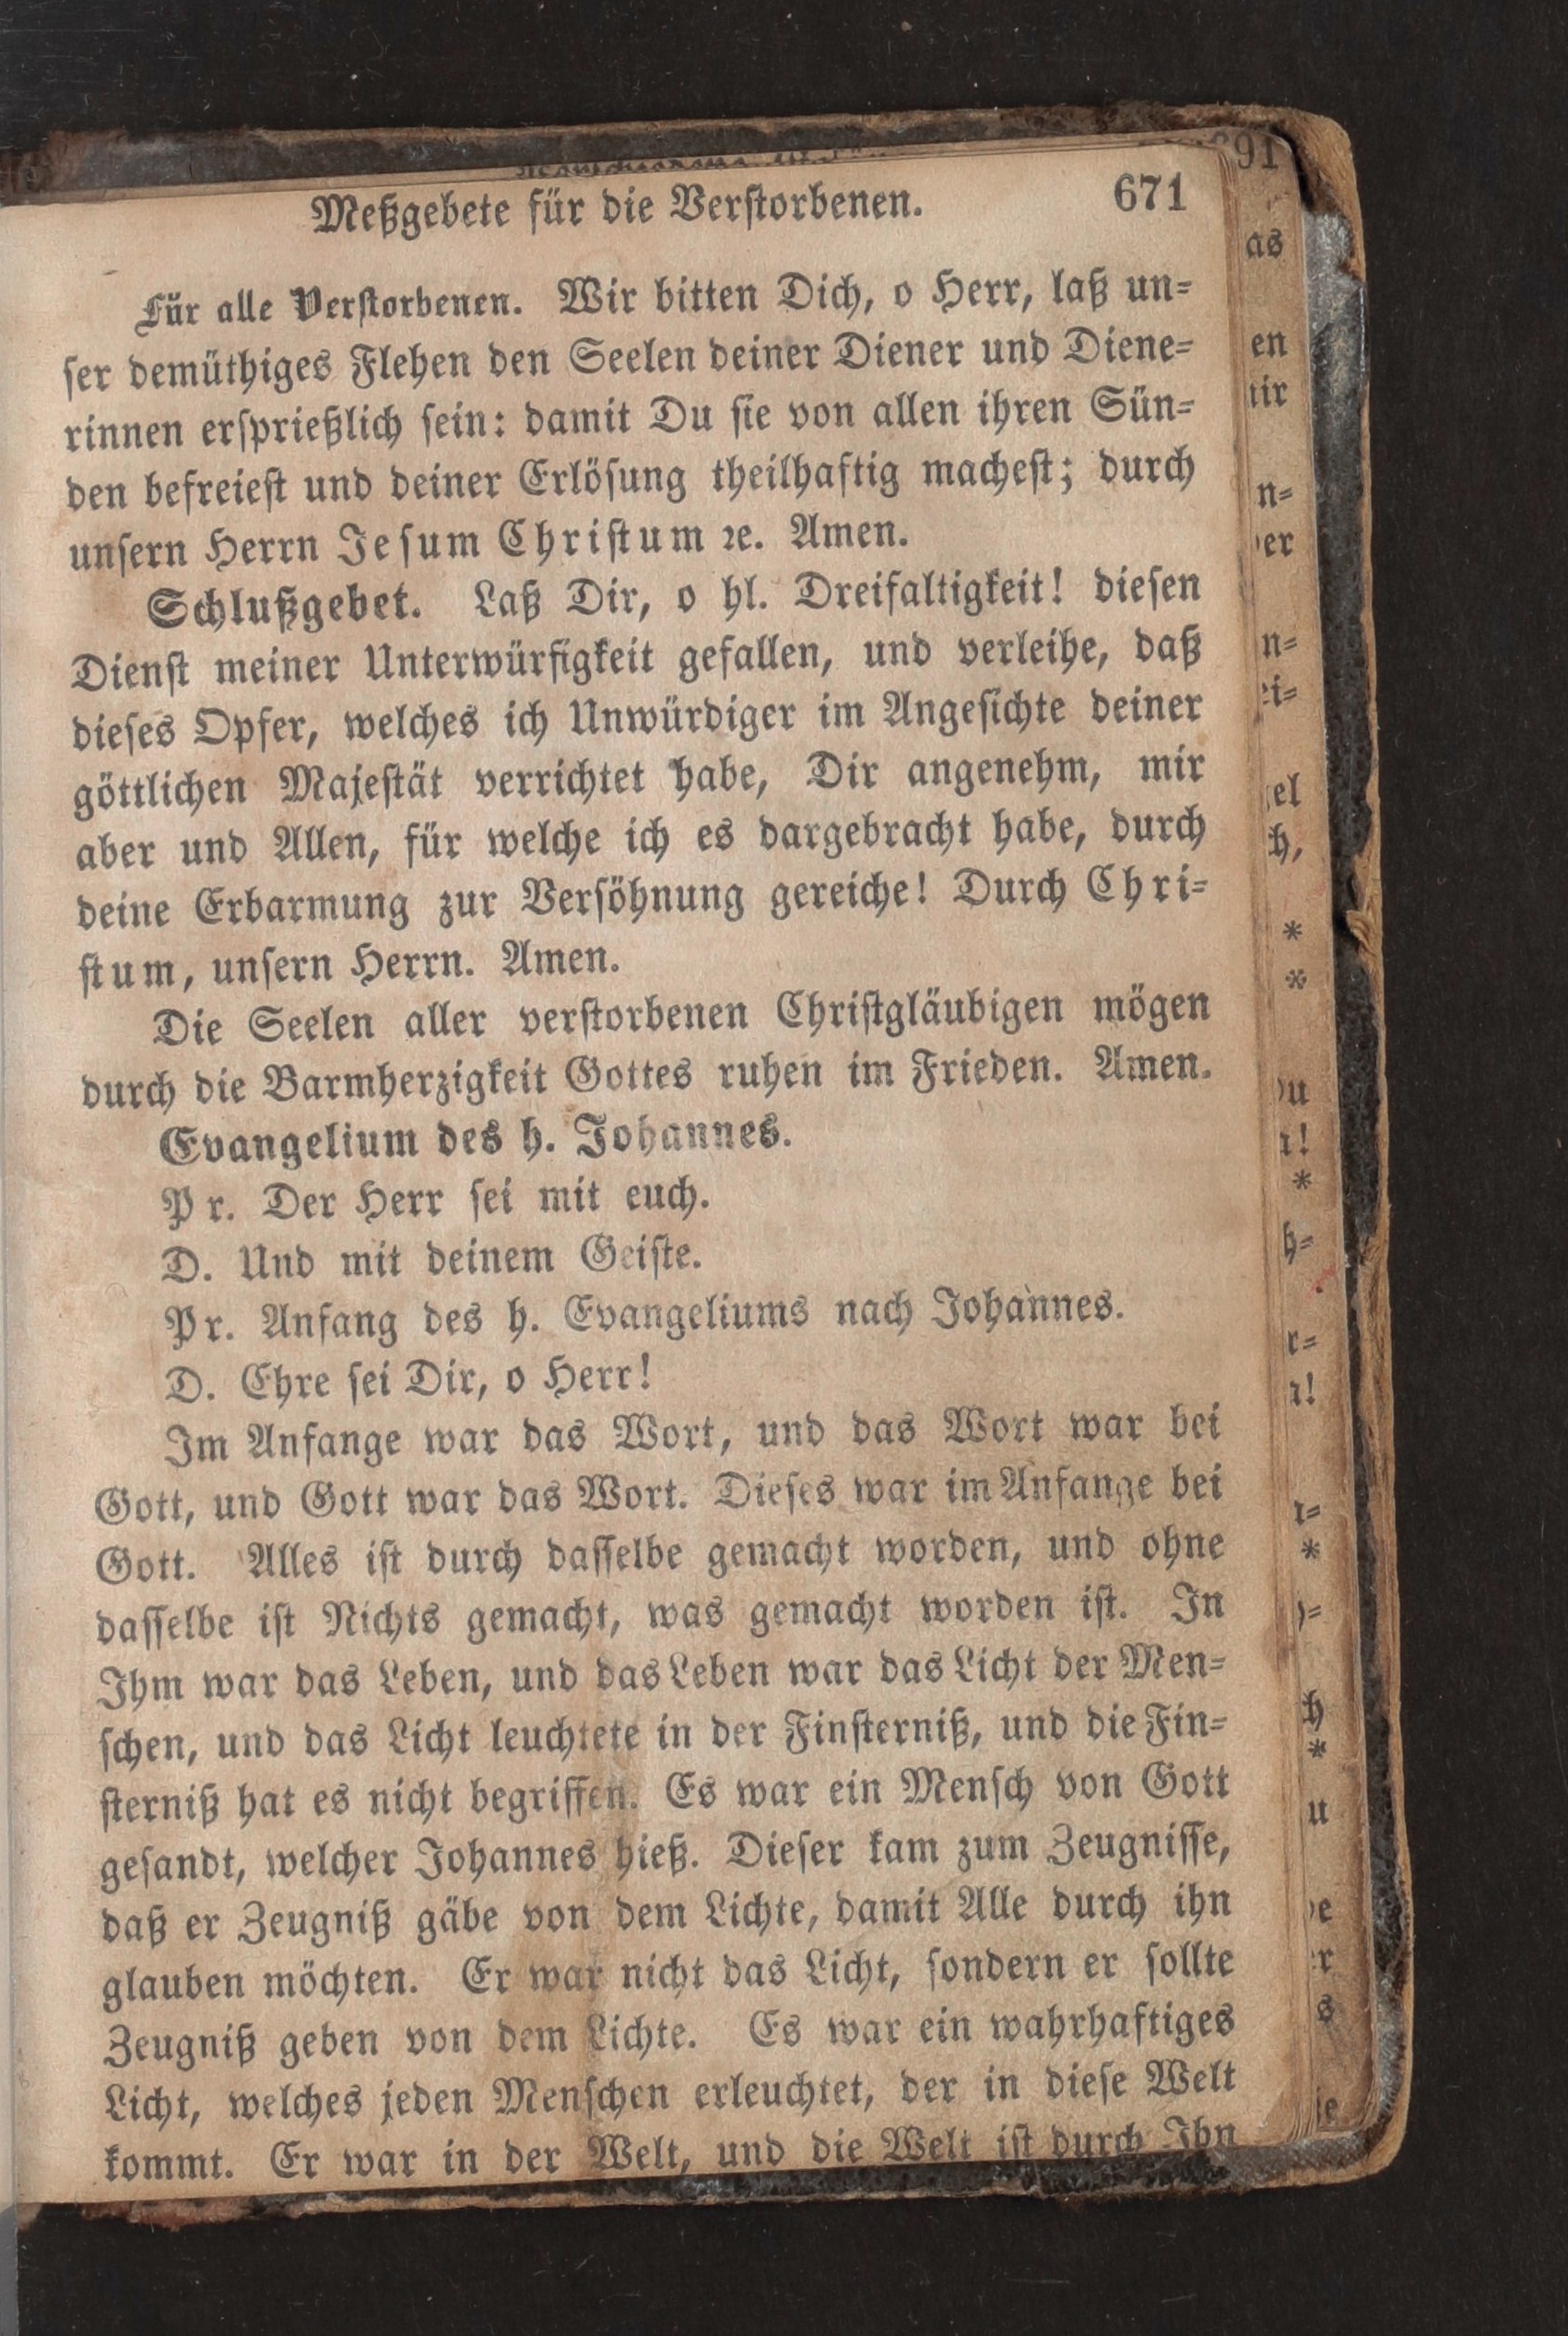 Meßgebete für die Verstorbenen. 671
Für alle Verstorbenen. Wir bitten Dich, o Herr, laß un=
ser demüthiges Flehen den Seelen deiner Diener und Diene=
rinnen ersprießlich sein: damit Du sie von allen ihren Sün=
den befreiest und deiner Erlösung theilhaftig machest; durch
unsern Herrn Jesum Christum ꝛc. Amen.
Schlußgebet. Laß Dir, o hl. Dreifaltigkeit! diesen
Dienst meiner Unterwürfigkeit gefallen, und verleihe, daß
dieses Opfer, welches ich Unwürdiger im Angesichte deiner
göttlichen Majestät verrichtet habe, Dir angenehm, mir
aber und Allen, für welche ich es dargebracht habe, durch
deine Erbarmung zur Versöhnung gereiche! Durch Chri=
stum, unsern Herrn. Amen.
Die Seelen aller verstorbenen Christgläubigen mögen
durch die Barmherzigkeit Gottes ruhen im Frieden. Amen.
Evangelium des h. Johannes.
Pr. Der Herr sei mit euch.
D. Und mit deinem Geiste.
Pr. Anfang des h. Evangeliums nach Johannes.
D. Ehre sei Dir, o Herr!
Im Anfange war das Wort, und das Wort war bei
Gott, und Gott war das Wort. Dieses war im Anfange bei
Gott. Alles ist durch dasselbe gemacht worden, und ohne
dasselbe ist Nichts gemacht, was gemacht worden ist. In
Ihm war das Leben, und das Leben war das Licht der Men=
schen, und das Licht leuchtete in der Finsterniß, und die Fin=
sterniß hat es nicht begriffen. Es war ein Mensch von Gott
gesandt, welcher Johannes hieß. Dieser kam zum Zeugnisse,
daß er Zeugniß gäbe von dem Lichte, damit Alle durch ihn
glauben möchten. Er war nicht das Licht, sondern er sollte
Zeugniß geben von dem Lichte. Es war ein wahrhaftiges
Licht, welches jeden Menschen erleuchtet, der in diese Welt
kommt. Er war in der Welt, und die Welt ist durch Ihn